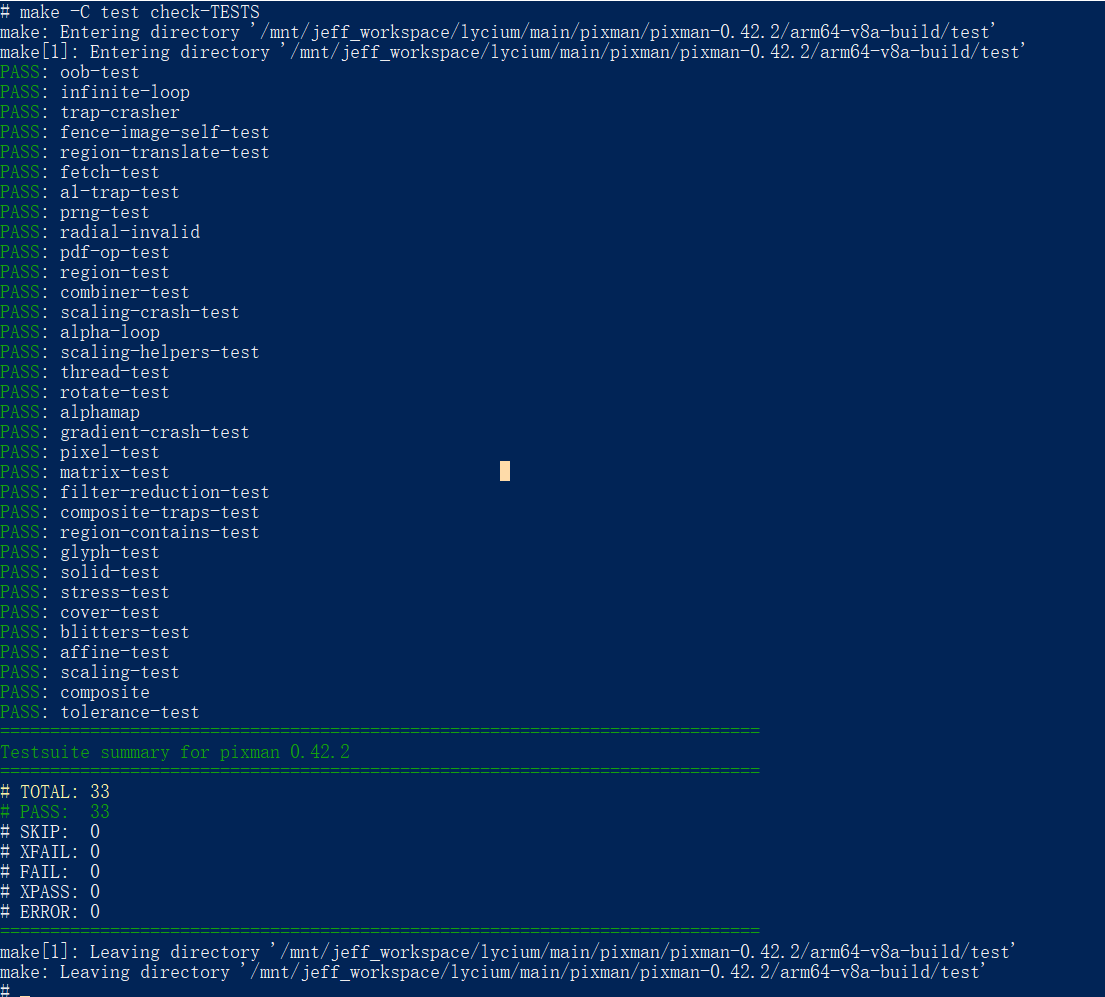 # make -C test check-TESTS
make: Entering directory '/mnt/jeff_workspace/lycium/main/pixman/pixman-0.42.2/arm64-v8a-build/test'
make[1]: Entering directory '/mnt/jeff_workspace/lycium/main/pixman/pixman-0.42.2/arm64-v8a-build/test'
PASS: oob-test
PASS: infinite-loop
PASS: trap-crasher
PASS: fence-image-self-test
PASS: region-translate-test
PASS: fetch-test
PASS: al-trap-test
PASS: prng-test
PASS: radial-invalid
PASS: pdf-op-test
PASS: region-test
PASS: combiner-test
PASS: scaling-crash-test
PASS: alpha-loop
PASS: scaling-helpers-test
PASS: thread-test
PASS: rotate-test
PASS: alphamap
PASS: gradient-crash-test
PASS: pixel-test
PASS: matrix-test
PASS: filter-reduction-test
PASS: composite-traps-test
PASS: region-contains-test
PASS: glyph-test
PASS: solid-test
PASS: stress-test
PASS: cover-test
PASS: blitters-test
PASS: affine-test
PASS: scaling-test
PASS: composite
PASS: tolerance-test
============================================================================
Testsuite summary for pixman 0.42.2
============================================================================
# TOTAL: 33
# PASS:  33
# SKIP:  0
# XFAIL: 0
# FAIL:  0
# XPASS: 0
# ERROR: 0
============================================================================
make[1]: Leaving directory '/mnt/jeff_workspace/lycium/main/pixman/pixman-0.42.2/arm64-v8a-build/test'
make: Leaving directory '/mnt/jeff_workspace/lycium/main/pixman/pixman-0.42.2/arm64-v8a-build/test'
# _